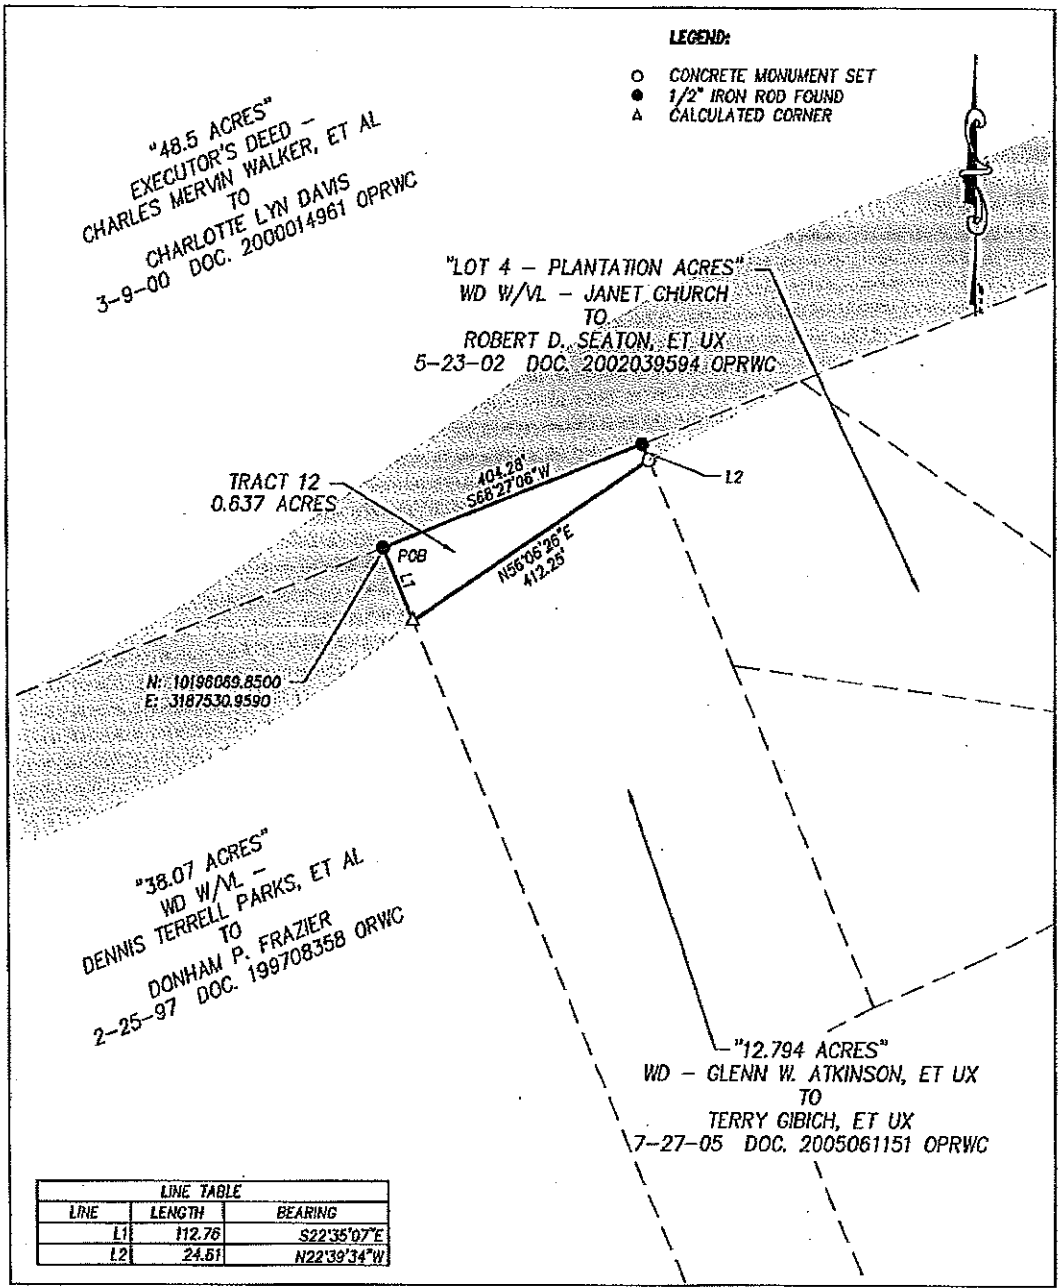 LEGEND:
CONCRETE MONUMENT SET
1/2" IRON ROD FOUND
CALCULATED CORNER
"48.5 ACRES"
EXECUTOR'S DEED -
CHARLES MERVIN WALKER, ET AL
TO
CHARLOTTE LYN DAVIS
3-9-00 DOC. 2000014961 OPRWC
"LOT 4 - PLANTATION ACRES"
WD W/VL - JANET CHURCH
TO
ROBERT D. SEATON, ET UX
5-23-02 DOC. 2002039594 OPRWC
404.28'
S68°27'06"W
L2
TRACT 12
0.637 ACRES
POB
L1
N56°06'26"E
412.25'
N: 10196069.8500
E: 3187530.9590
"38.07 ACRES"
WD W/VL -
DENNIS TERRELL PARKS, ET AL
TO
DONHAM P. FRAZIER
2-25-97 DOC. 199708358 ORWC
"12.794 ACRES"
WD - GLENN W. ATKINSON, ET UX
TO
TERRY GIBICH, ET UX
7-27-05 DOC. 2005061151 OPRWC
LINE TABLE
LINE LENGTH BEARING
L1 112.76 S22°35'07"E
L2 24.61 N22°39'34"W